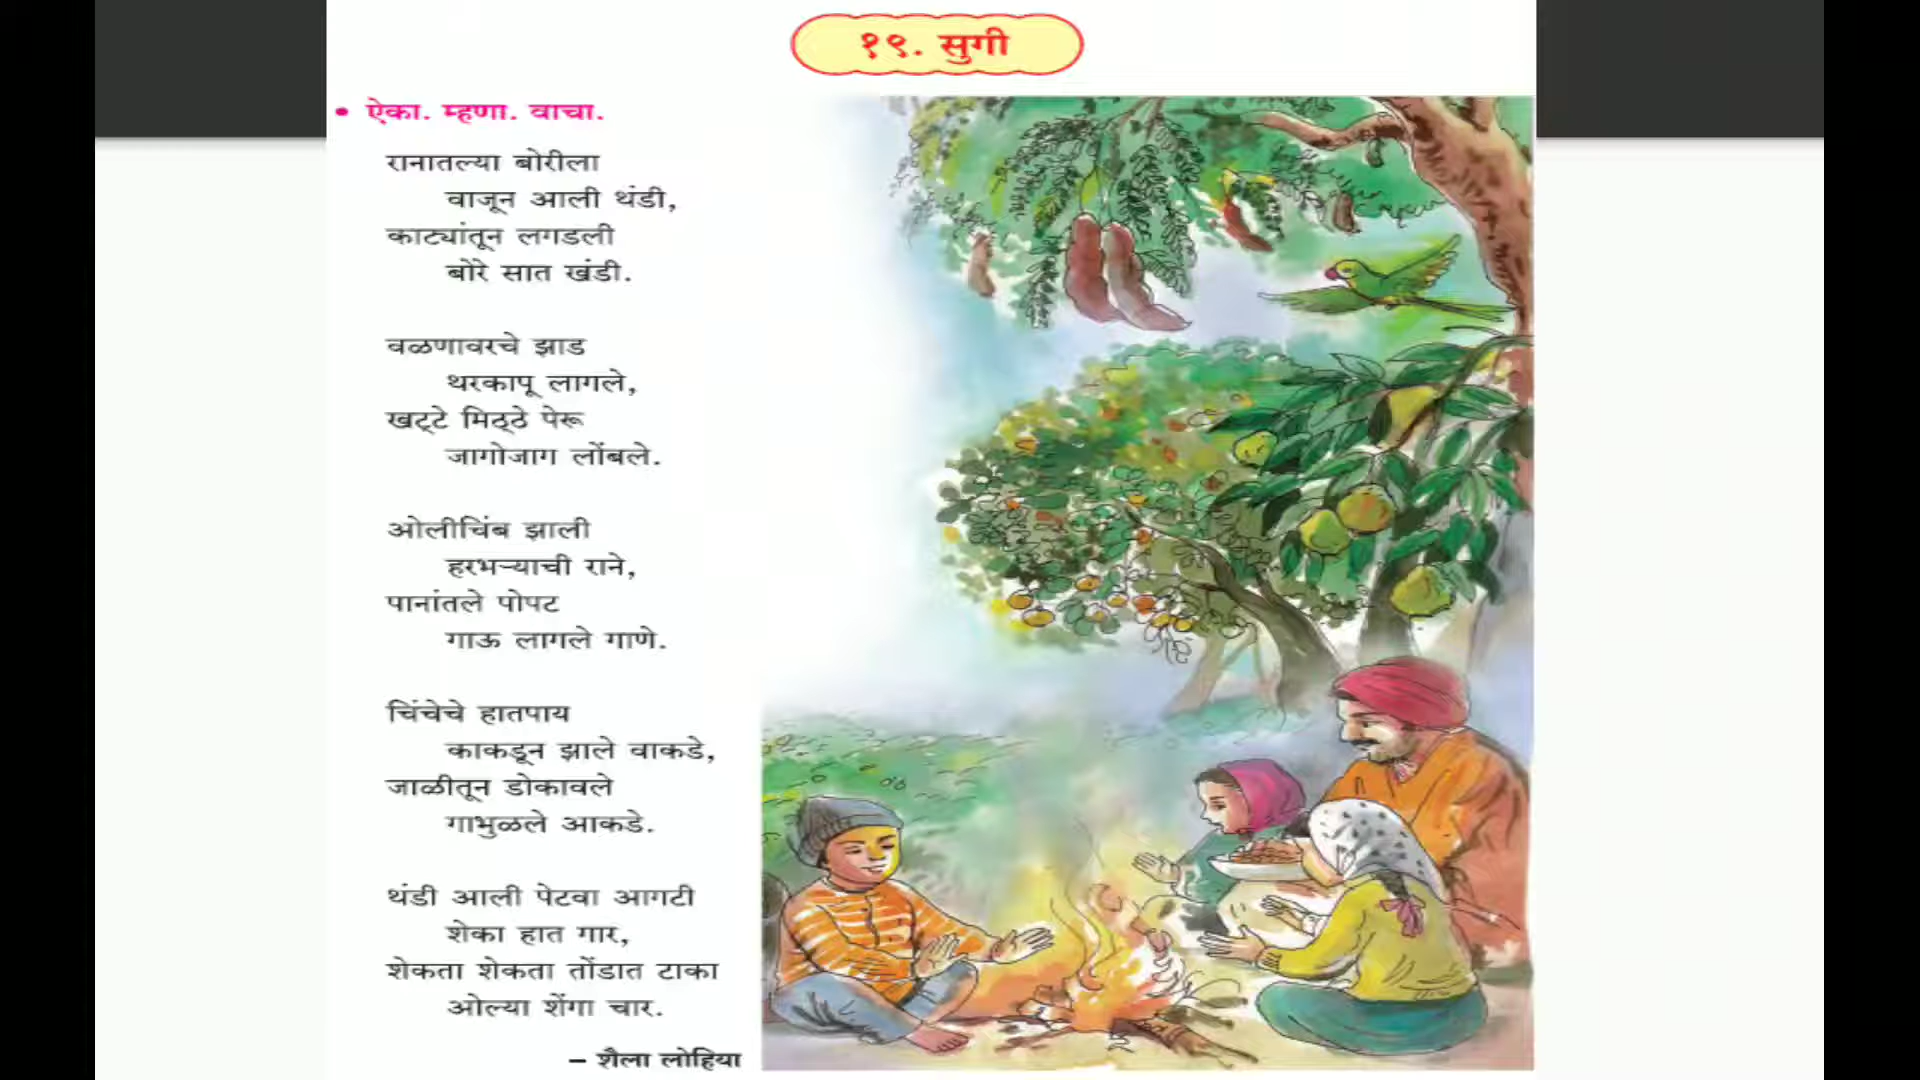 १९. सुगी
• ऐका. म्हणा. वाचा.
रानातल्या बोरीला
वाजून आली थंडी,
काट्यांतून लगडली
बोरे सात खंडी.
वळणावरचे झाड
थरकापू लागले,
खट्टे मिठ्ठे पेरू
जागोजाग लोंबले.
ओलीचिंब झाली
हरभऱ्याची राने,
पानांतले पोपट
गाऊ लागले गाणे.
चिंचेचे हातपाय
काकडून झाले वाकडे,
जाळीतून डोकावले
गाभुळले आकडे.
थंडी आली पेटवा आगटी
शेका हात गार,
शेकता शेकता तोंडात टाका
ओल्या शेंगा चार.
– शैला लोहिया